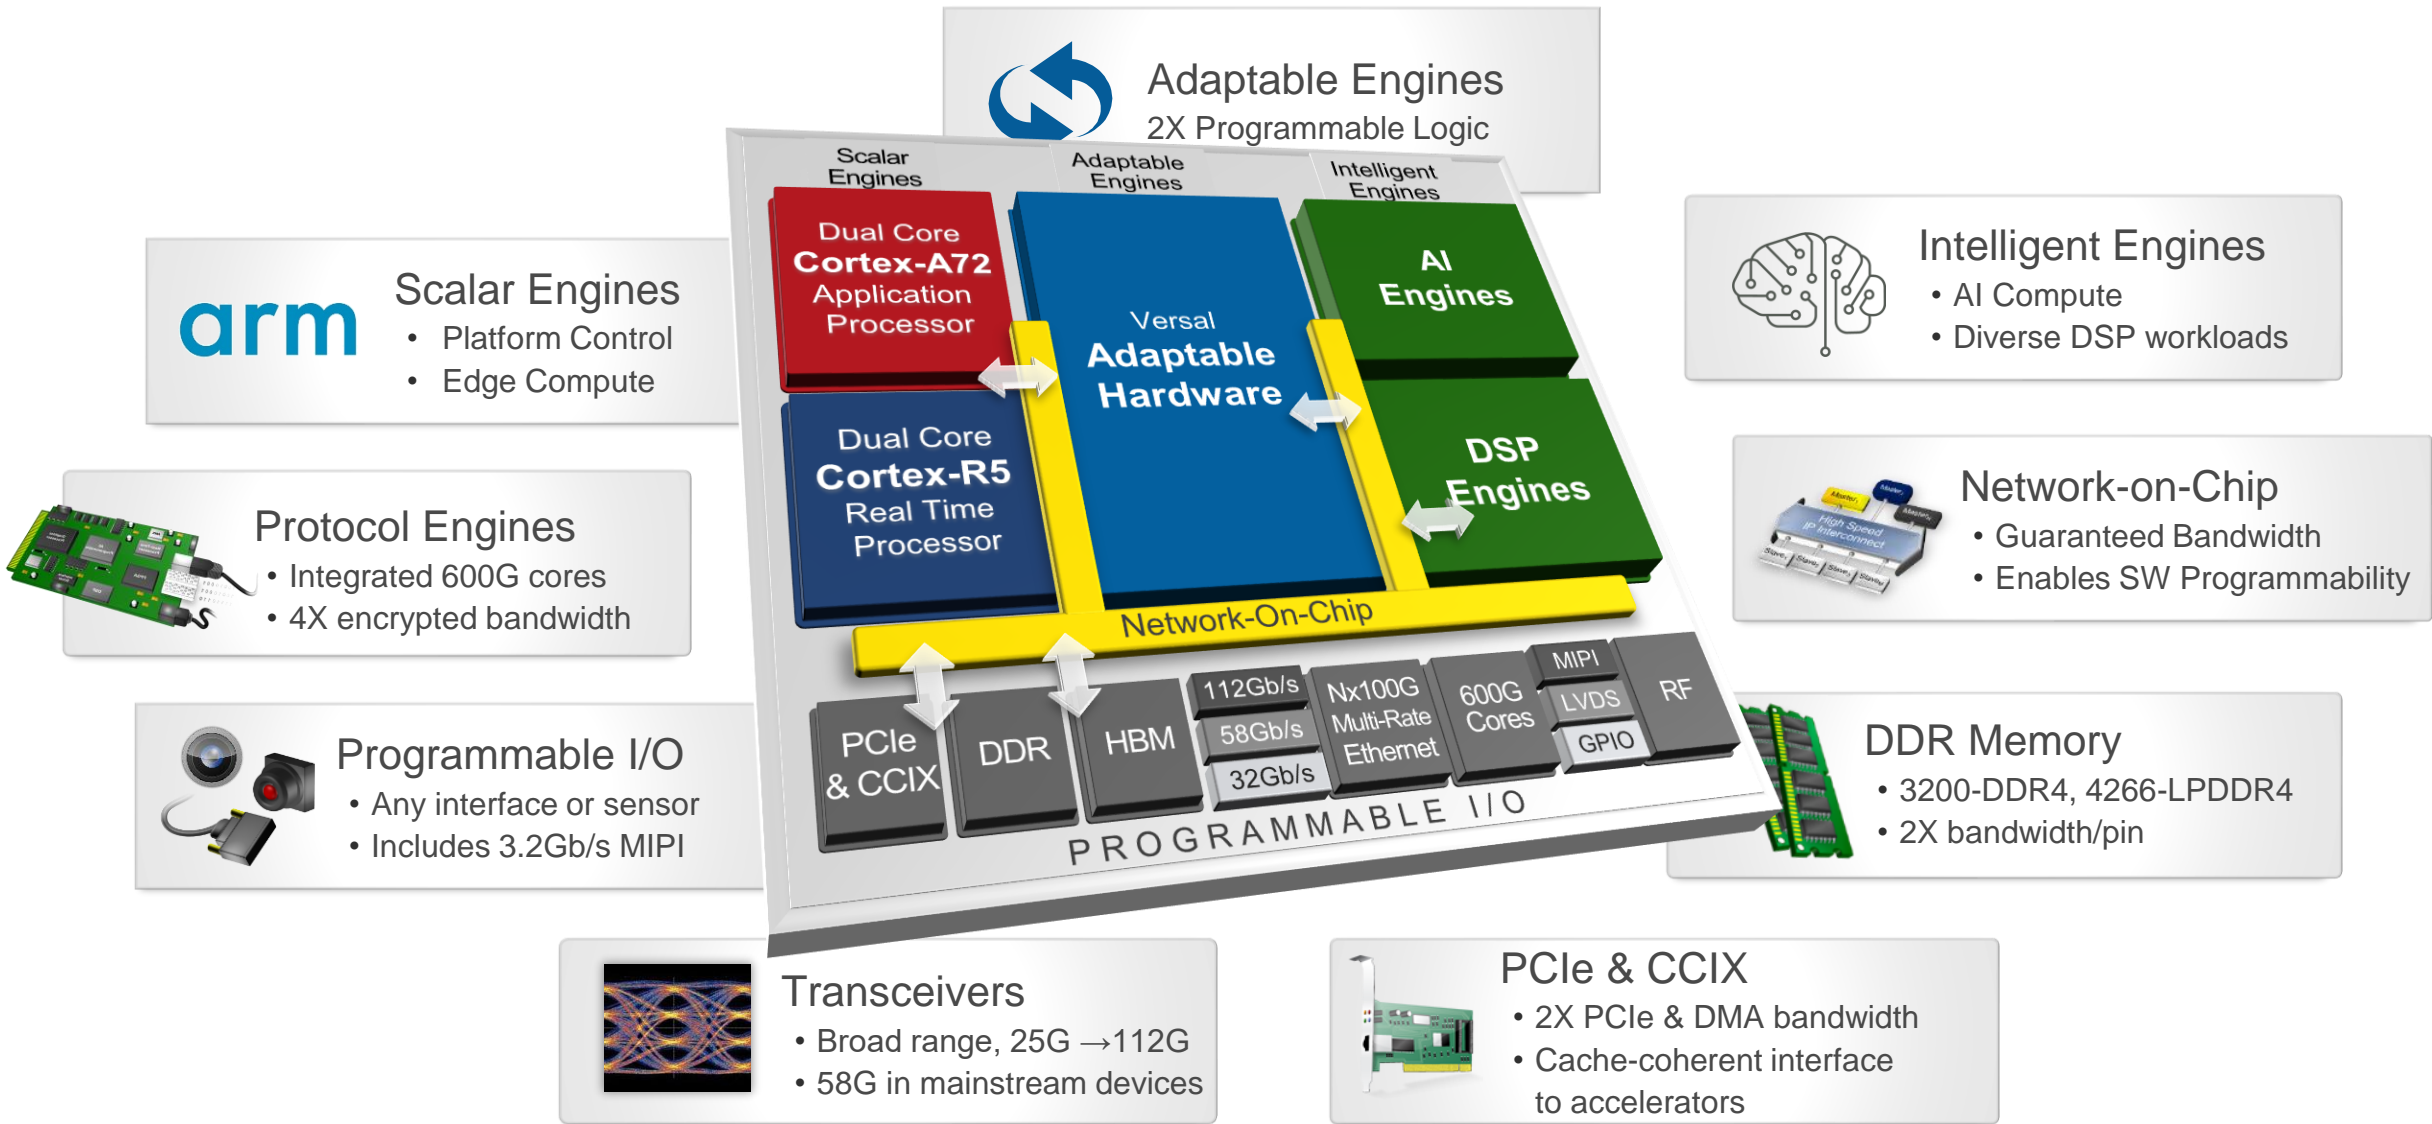 Adaptable Engines
2X Programmable Logic
Scalar
Engines
Adaptable
Engines
Intelligent
Engines
Dual Core
Cortex-A72
Application
Processor
Dual Core
Cortex-R5
Real Time
Processor
Versal
Adaptable
Hardware
AI
Engines
DSP
Engines
Network-On-Chip
PCIe
& CCIX
DDR
HBM
112Gb/s
58Gb/s
32Gb/s
Nx100G
Multi-Rate
Ethernet
600G
Cores
MIPI
LVDS
GPIO
RF
PROGRAMMABLE I/O
arm
Scalar Engines
• Platform Control
• Edge Compute
Protocol Engines
• Integrated 600G cores
• 4X encrypted bandwidth
Programmable I/O
• Any interface or sensor
• Includes 3.2Gb/s MIPI
Transceivers
• Broad range, 25G →112G
• 58G in mainstream devices
Intelligent Engines
• AI Compute
• Diverse DSP workloads
Network-on-Chip
• Guaranteed Bandwidth
• Enables SW Programmability
High Speed
IP Interconnect
DDR Memory
• 3200-DDR4, 4266-LPDDR4
• 2X bandwidth/pin
PCIe & CCIX
• 2X PCIe & DMA bandwidth
• Cache-coherent interface
to accelerators